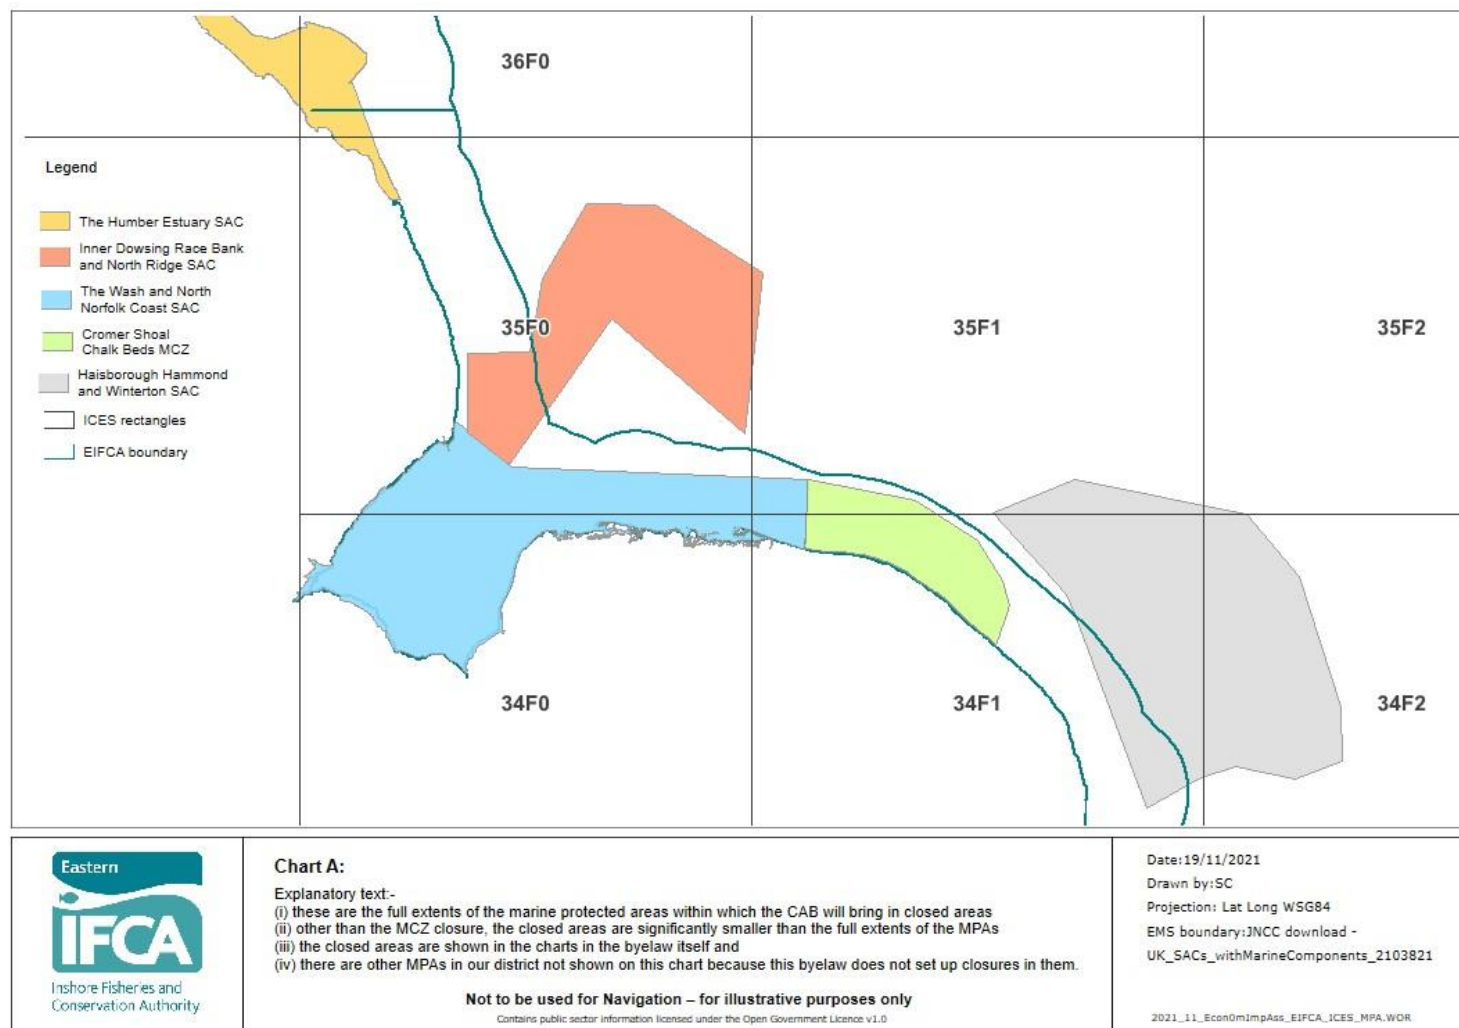 36F0
Legend
The Humber Estuary SAC
Inner Dowsing Race Bank
and North Ridge SAC
The Wash and North
Norfolk Coast SAC
Cromer Shoal
Chalk Beds MCZ
Haisborough Hammond
and Winterton SAC
ICES rectangles
EIFCA boundary
35F0
35F1
35F2
34F0
34F1
34F2
Eastern
IFCA
Inshore Fisheries and
Conservation Authority
Chart A:
Explanatory text:-
(i) these are the full extents of the marine protected areas within which the CAB will bring in closed areas
(ii) other than the MCZ closure, the closed areas are significantly smaller than the full extents of the MPAs
(iii) the closed areas are shown in the charts in the byelaw itself and
(iv) there are other MPAs in our district not shown on this chart because this byelaw does not set up closures in them.
Not to be used for Navigation – for illustrative purposes only
Contains public sector information licensed under the Open Government Licence v1.0
Date:19/11/2021
Drawn by:SC
Projection: Lat Long WSG84
EMS boundary:JNCC download -
UK_SACs_withMarineComponents_2103821
2021_11_Econ0mImpAss_EIFCA_ICES_MPA.WOR